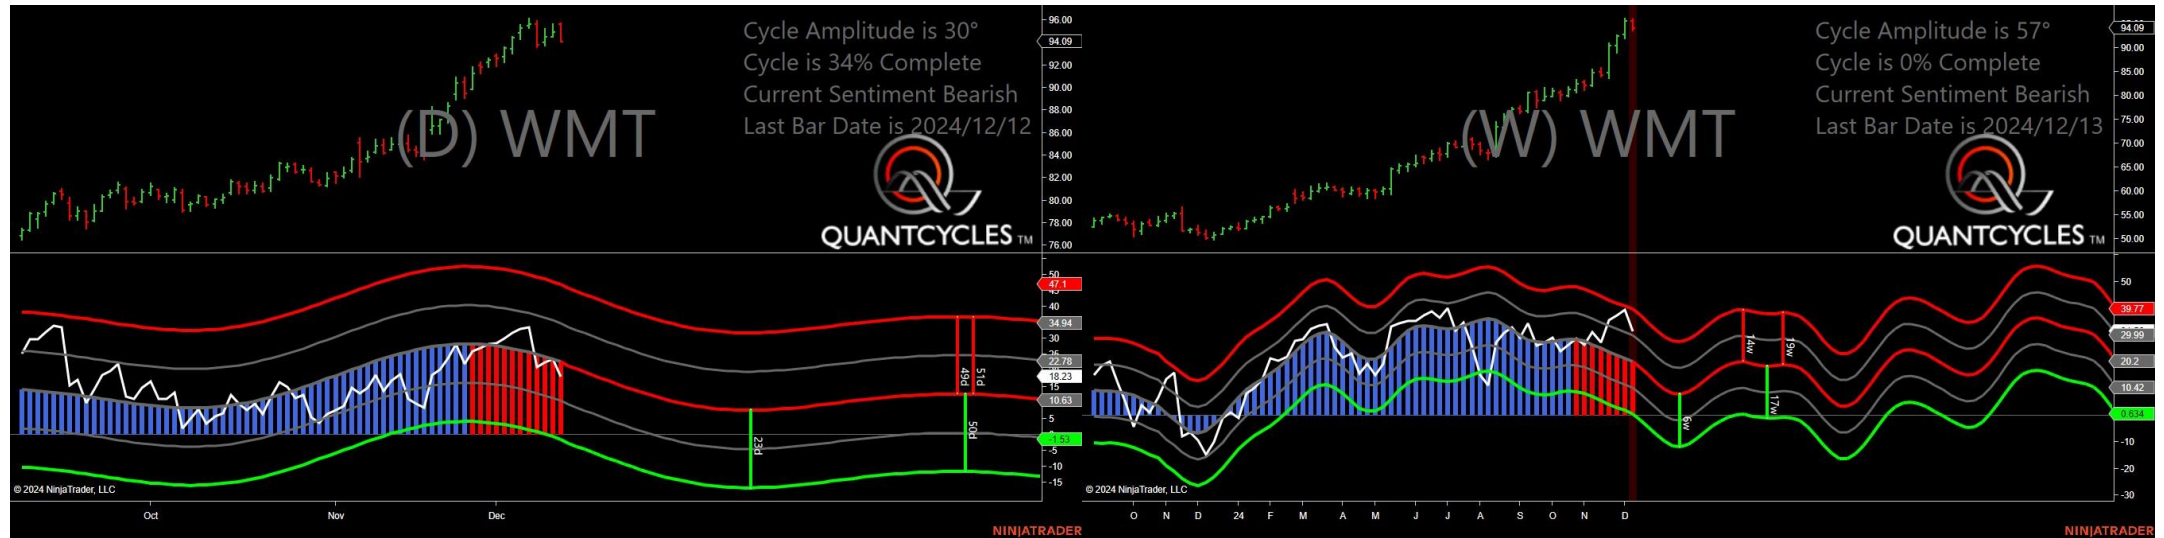 Cycle Amplitude is 30°
Cycle is 34% Complete
Current Sentiment Bearish
Last Bar Date is 2024/12/12
(D) WMT
QUANTCYCLES TM
96.00
94.09
92.00
90.00
88.00
86.00
84.00
82.00
80.00
78.00
76.00
50
47.1
40
34.94
30
22.78
18.23
15
10.63
5
-1.53
-5
-10
-15
23d
49d
51d
50d
© 2024 NinjaTrader, LLC
Oct
Nov
Dec
NINJATRADER
Cycle Amplitude is 57°
Cycle is 0% Complete
Current Sentiment Bearish
Last Bar Date is 2024/12/13
(W) WMT
QUANTCYCLES TM
94.09
90.00
85.00
80.00
75.00
70.00
65.00
60.00
55.00
50.00
50
39.77
29.99
20.2
10.42
0.634
-10
-20
-30
6w
14w
17w
19w
© 2024 NinjaTrader, LLC
O
N
D
24
F
M
A
M
J
J
A
S
O
N
D
NINJATRADER